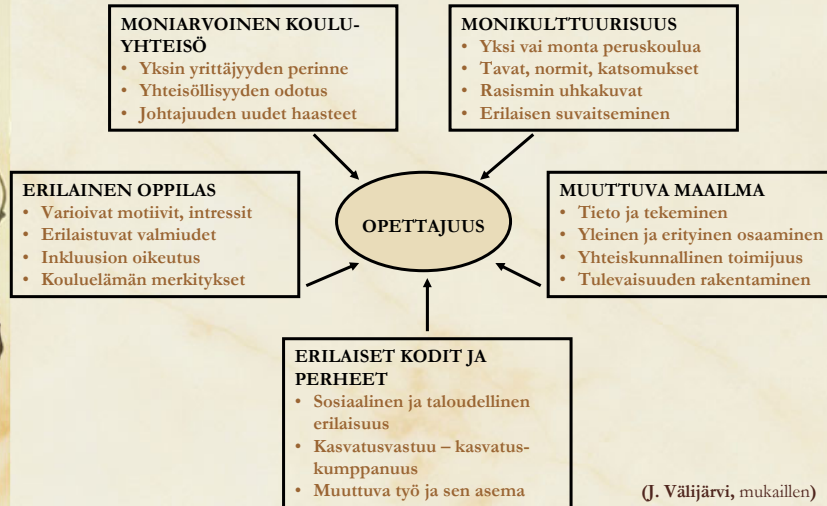 MONIARVOINEN KOULU-
YHTEISÖ
• Yksin yrittäjyyden perinne
• Yhteisöllisyyden odotus
• Johtajuuden uudet haasteet
MONIKULTTUURISUUS
• Yksi vai monta peruskoulua
• Tavat, normit, katsomukset
• Rasismin uhkakuvat
• Erilaisen suvaitseminen
ERILAINEN OPPILAS
• Varioivat motiivit, intressit
• Erilaistuvat valmiudet
• Inkluusion oikeutus
• Kouluelämän merkitykset
OPETTAJUUS
MUUTTUVA MAAILMA
• Tieto ja tekeminen
• Yleinen ja erityinen osaaminen
• Yhteiskunnallinen toimijuus
• Tulevaisuuden rakentaminen
ERILAISET KODIT JA
PERHEET
• Sosiaalinen ja taloudellinen
erilaisuus
• Kasvatusvastuu – kasvatus-
kumppanuus
• Muuttuva työ ja sen asema
(J. Välijärvi, mukaillen)